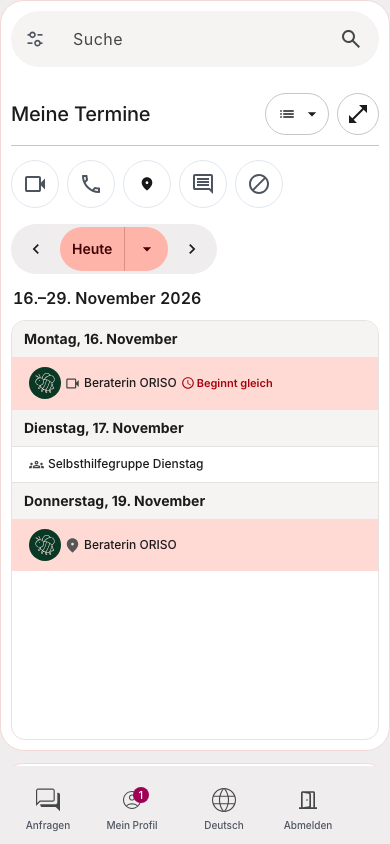 Suche
Meine Termine
Heute
16.–29. November 2026
Montag, 16. November
Beraterin ORISO Beginnt gleich
Dienstag, 17. November
Selbsthilfegruppe Dienstag
Donnerstag, 19. November
Beraterin ORISO
1
Anfragen Mein Profil Deutsch Abmelden